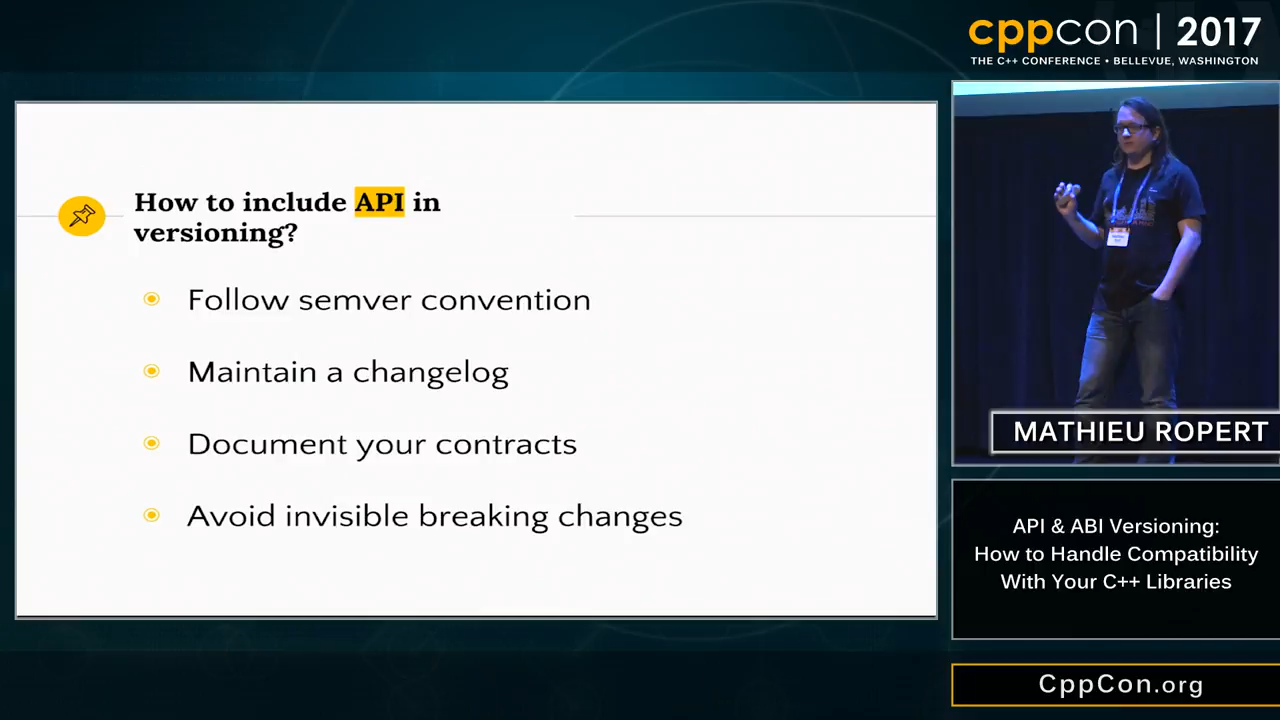 cppcon | 2017
THE C++ CONFERENCE • BELLEVUE, WASHINGTON
How to include API in
versioning?
Follow semver convention
Maintain a changelog
Document your contracts
Avoid invisible breaking changes
MATHIEU ROPERT
API & ABI Versioning:
How to Handle Compatibility
With Your C++ Libraries
CppCon.org